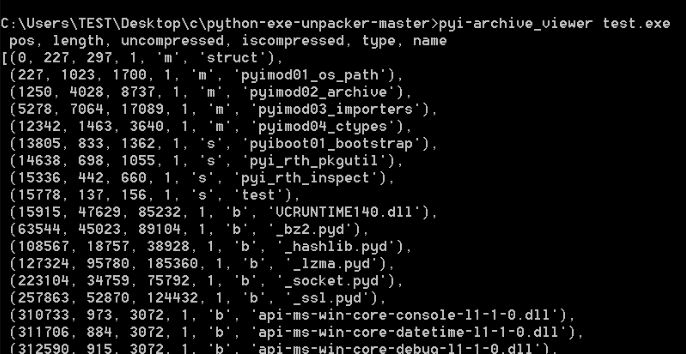 C:\Users\TEST\Desktop\c\python-exe-unpacker-master>pyi-archive_viewer test.exe
pos, length, uncompressed, iscompressed, type, name
[(0, 227, 297, 1, 'm', 'struct'),
(227, 1023, 1700, 1, 'm', 'pyimod01_os_path'),
(1250, 4028, 8737, 1, 'm', 'pyimod02_archive'),
(5278, 7064, 17089, 1, 'm', 'pyimod03_importers'),
(12342, 1463, 3640, 1, 'm', 'pyimod04_ctypes'),
(13805, 833, 1362, 1, 's', 'pyiboot01_bootstrap'),
(14638, 698, 1055, 1, 's', 'pyi_rth_pkgutil'),
(15336, 442, 660, 1, 's', 'pyi_rth_inspect'),
(15778, 137, 156, 1, 's', 'test'),
(15915, 47629, 85232, 1, 'b', 'VCRUNTIME140.dll'),
(63544, 45023, 89104, 1, 'b', '_bz2.pyd'),
(108567, 18757, 38928, 1, 'b', '_hashlib.pyd'),
(127324, 95780, 185360, 1, 'b', '_lzma.pyd'),
(223104, 34759, 75792, 1, 'b', '_socket.pyd'),
(257863, 52870, 124432, 1, 'b', '_ssl.pyd'),
(310733, 973, 3072, 1, 'b', 'api-ms-win-core-console-l1-1-0.dll'),
(311706, 884, 3072, 1, 'b', 'api-ms-win-core-datetime-l1-1-0.dll'),
(312590, 915, 3072, 1, 'b', 'api-ms-win-core-debug-l1-1-0.dll'),